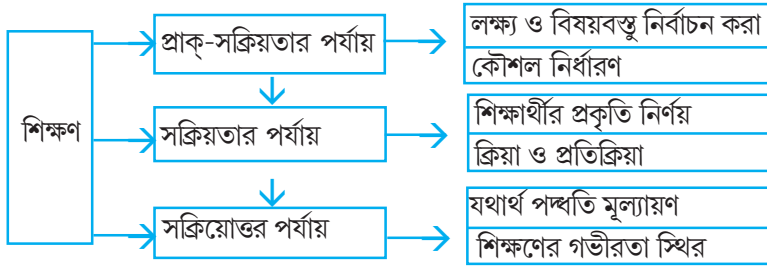 শিক্ষণ
প্রাক্-সক্রিয়তার পর্যায়
লক্ষ্য ও বিষয়বস্তু নির্বাচন করা
কৌশল নির্ধারণ
সক্রিয়তার পর্যায়
শিক্ষার্থীর প্রকৃতি নির্ণয়
ক্রিয়া ও প্রতিক্রিয়া
সক্রিয়োত্তর পর্যায়
যথার্থ পদ্ধতি মূল্যায়ণ
শিক্ষণের গভীরতা স্থির